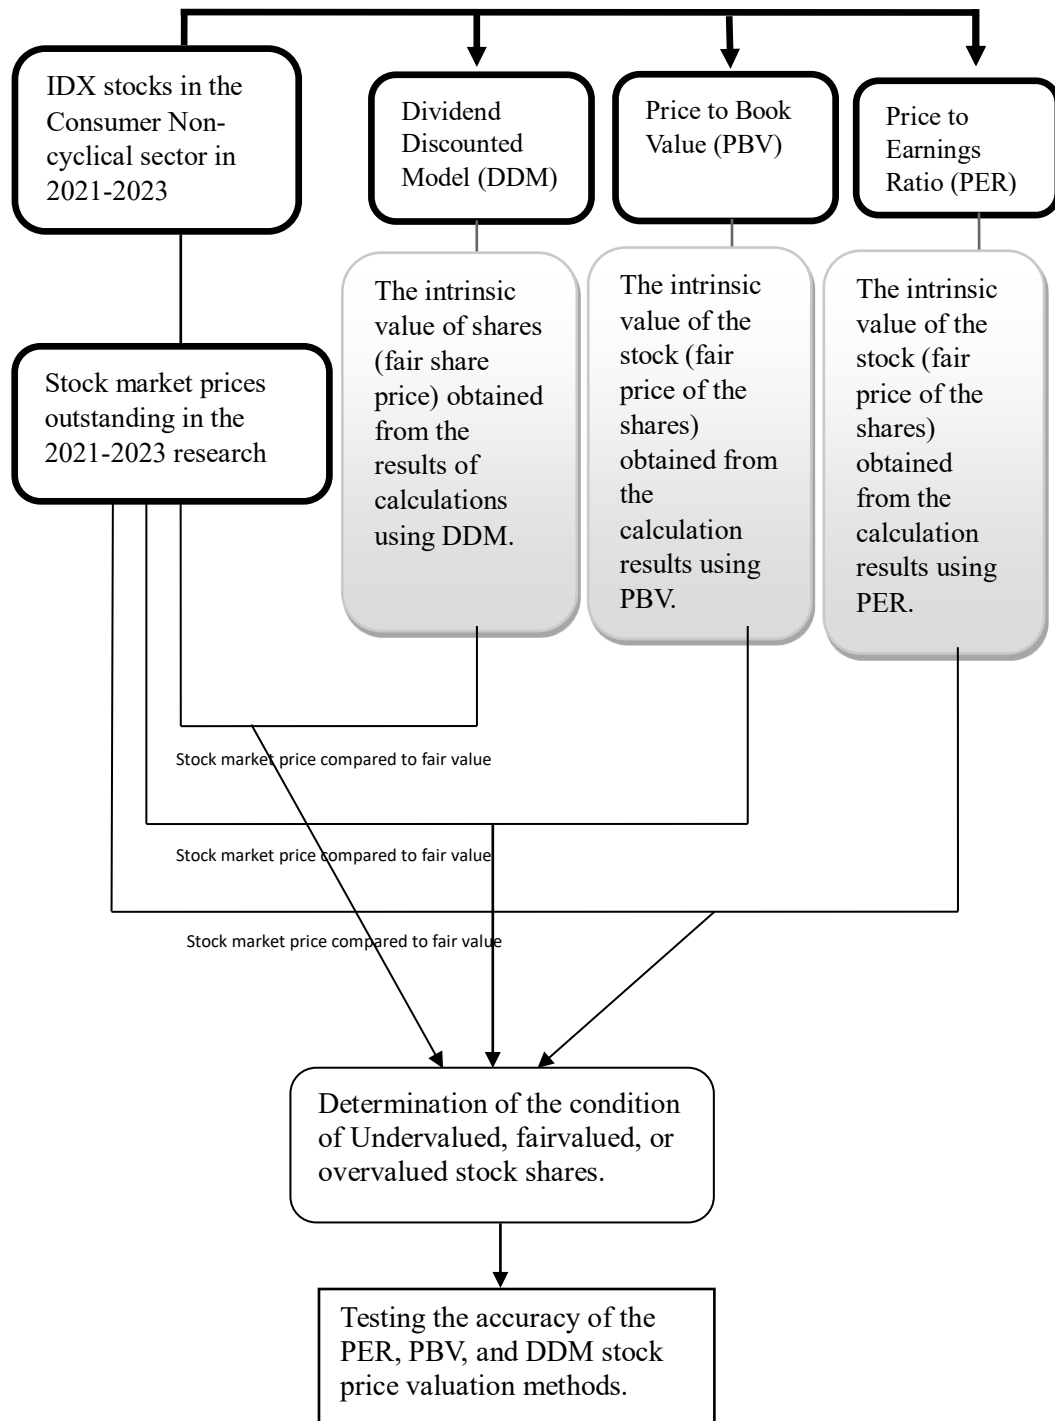 IDX stocks in the
Consumer Non-
cyclical sector in
2021-2023
Dividend
Discounted
Model (DDM)
Price to Book
Value (PBV)
Price to
Earnings
Ratio (PER)
Stock market prices
outstanding in the
2021-2023 research
The intrinsic
value of shares
(fair share
price) obtained
from the
results of
calculations
using DDM.
The intrinsic
value of the
stock (fair
price of the
shares)
obtained from
the
calculation
results using
PBV.
The intrinsic
value of the
stock (fair
price of the
shares)
obtained
from the
calculation
results using
PER.
Stock market price compared to fair value
Stock market price compared to fair value
Stock market price compared to fair value
Determination of the condition
of Undervalued, fairvalued, or
overvalued stock shares.
Testing the accuracy of the
PER, PBV, and DDM stock
price valuation methods.